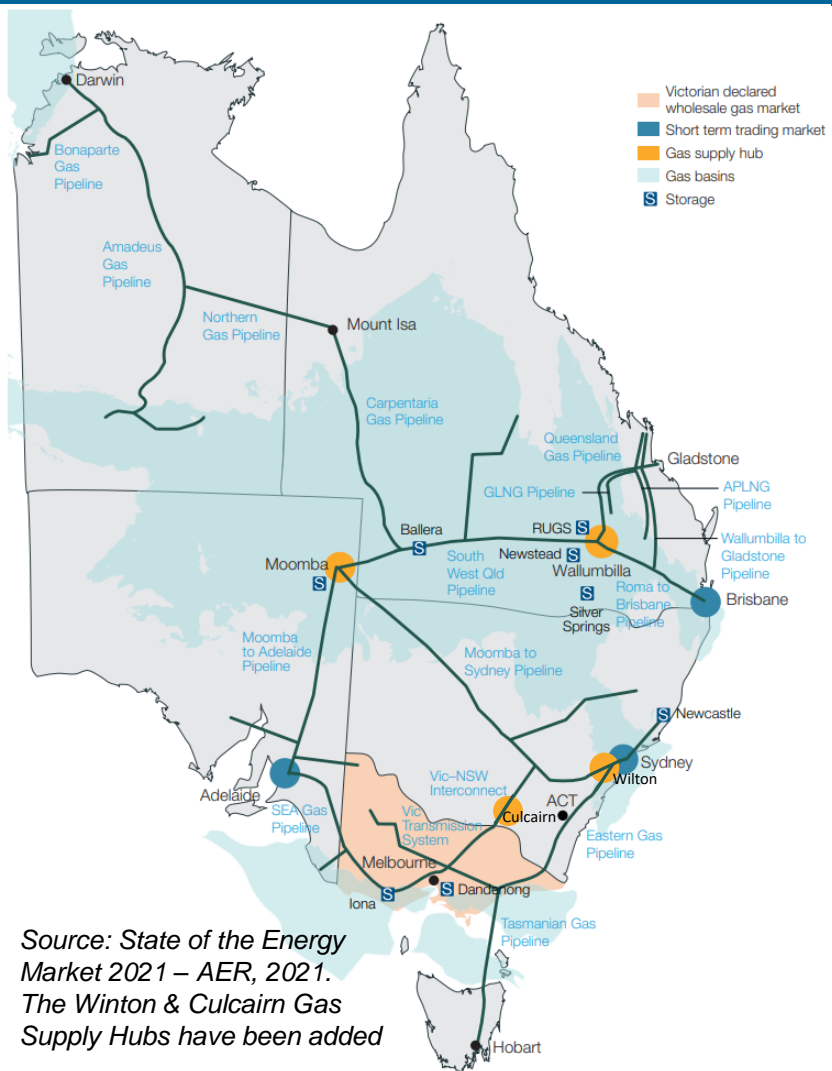 Darwin
Bonaparte
Gas
Pipeline
Amadeus
Gas
Pipeline
Northern
Gas Pipeline
Mount Isa
Carpentaria
Gas Pipeline
Victorian declared
wholesale gas market
Short term trading market
Gas supply hub
Gas basins
S Storage
Queensland
Gas Pipeline
Gladstone
GLNG Pipeline
APLNG
Pipeline
Ballera
S
RUGS S
Newstead S
Wallumbilla
Wallumbilla to
Gladstone
Pipeline
Moomba
S
South
West Qld
Pipeline
S
Silver
Springs
Roma to
Brisbane
Pipeline
Brisbane
Moomba
to Adelaide
Pipeline
Moomba to
Sydney Pipeline
S Newcastle
Sydney
Wilton
Adelaide
Vic–NSW
Interconnect
Culcairn
ACT
SEA Gas
Pipeline
Vic
Transmission
System
Eastern Gas
Pipeline
Melbourne
S Dandenong
Iona S
Tasmanian Gas
Pipeline
Hobart
Source: State of the Energy
Market 2021 – AER, 2021.
The Winton & Culcairn Gas
Supply Hubs have been added